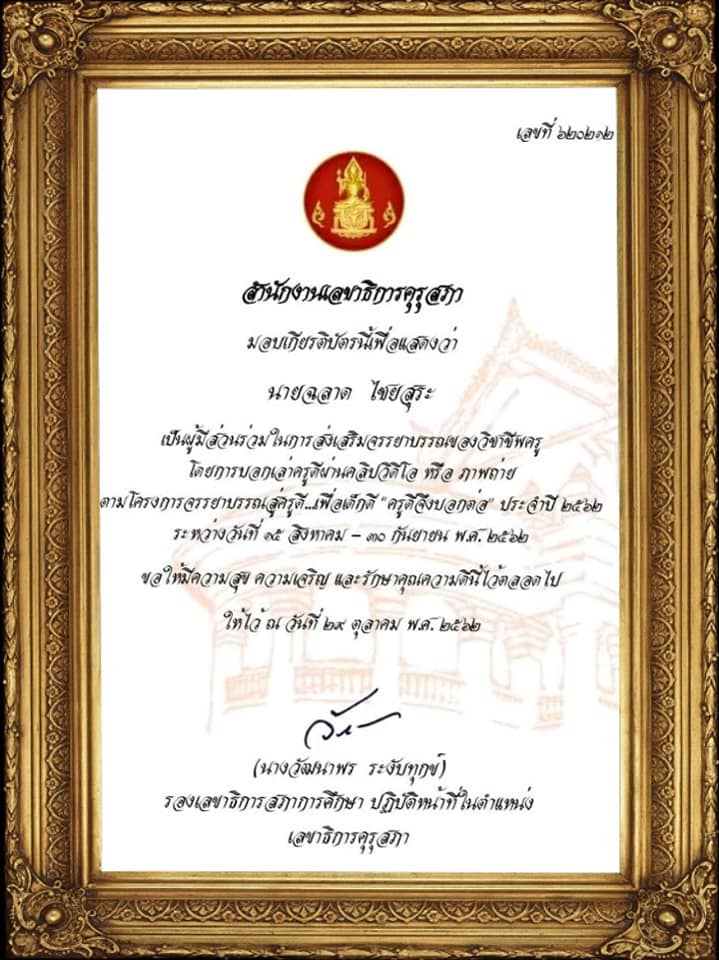 เลขที่ ๖๒๐๒๑๒
สำนักงานเลขาธิการคุรุสภา
มอบเกียรติบัตรนี้เพื่อแสดงว่า
นายฉลาด ไชยสุระ
เป็นผู้มีส่วนร่วมในการส่งเสริมจรรยาบรรณของวิชาชีพครู
โดยการบอกเล่าครูดีผ่านคลิปวิดีโอ หรือ ภาพถ่าย
ตามโครงการจรรยาบรรณสู่ครูดี...เพื่อเด็กดี “ครูดีจึงบอกต่อ” ประจำปี ๒๕๖๒
ระหว่างวันที่ ๑๕ สิงหาคม – ๓๐ กันยายน พ.ศ. ๒๕๖๒
ขอให้มีความสุข ความเจริญ และรักษาคุณความดีนี้ไว้ตลอดไป
ให้ไว้ ณ วันที่ ๒๙ ตุลาคม พ.ศ. ๒๕๖๒
(นางวัฒนาพร ระงับทุกข์)
รองเลขาธิการสภาการศึกษา ปฏิบัติหน้าที่ในตำแหน่ง
เลขาธิการคุรุสภา